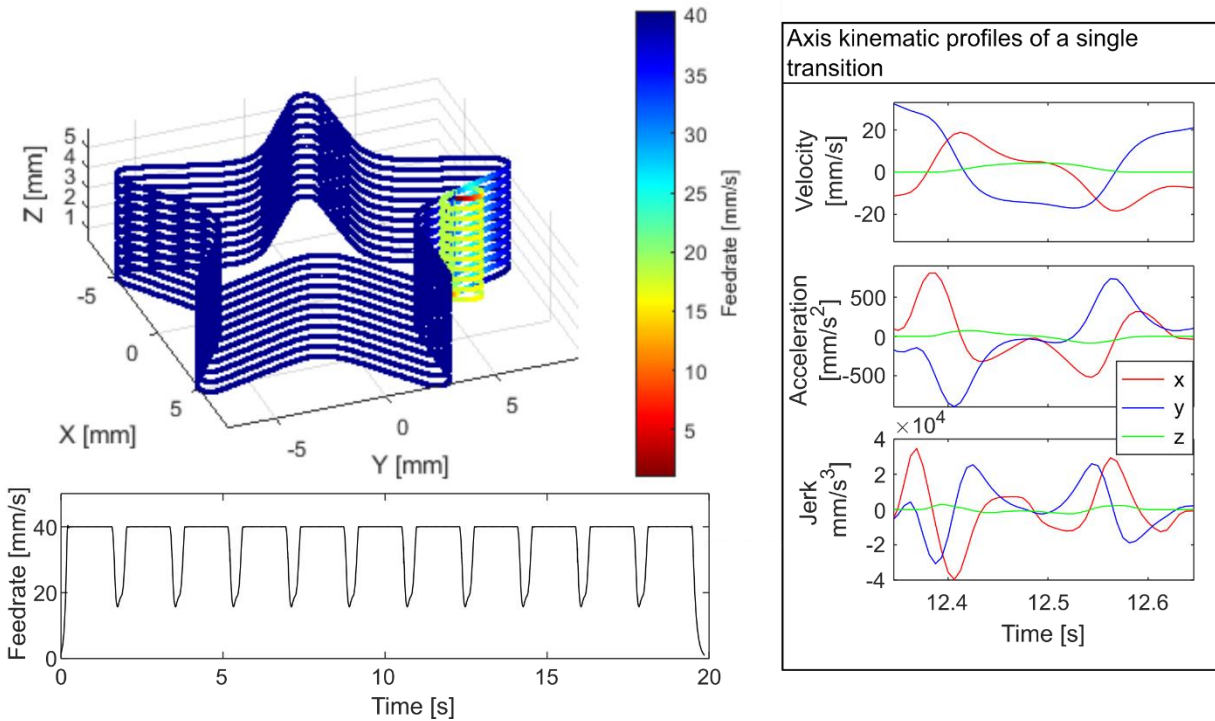 5
4
3
2
1
Z [mm]
-5
0
5
X [mm]
-5
0
5
Y [mm]
40
35
30
25
20
15
10
5
Feedrate [mm/s]
40
20
0
Feedrate [mm/s]
0
5
10
15
20
Time [s]
Axis kinematic profiles of a single
transition
20
0
-20
Velocity
[mm/s]
500
0
-500
Acceleration
[mm/s²]
x
y
z
×10⁴
4
2
0
-2
-4
Jerk
mm/s³]
12.4
12.5
12.6
Time [s]